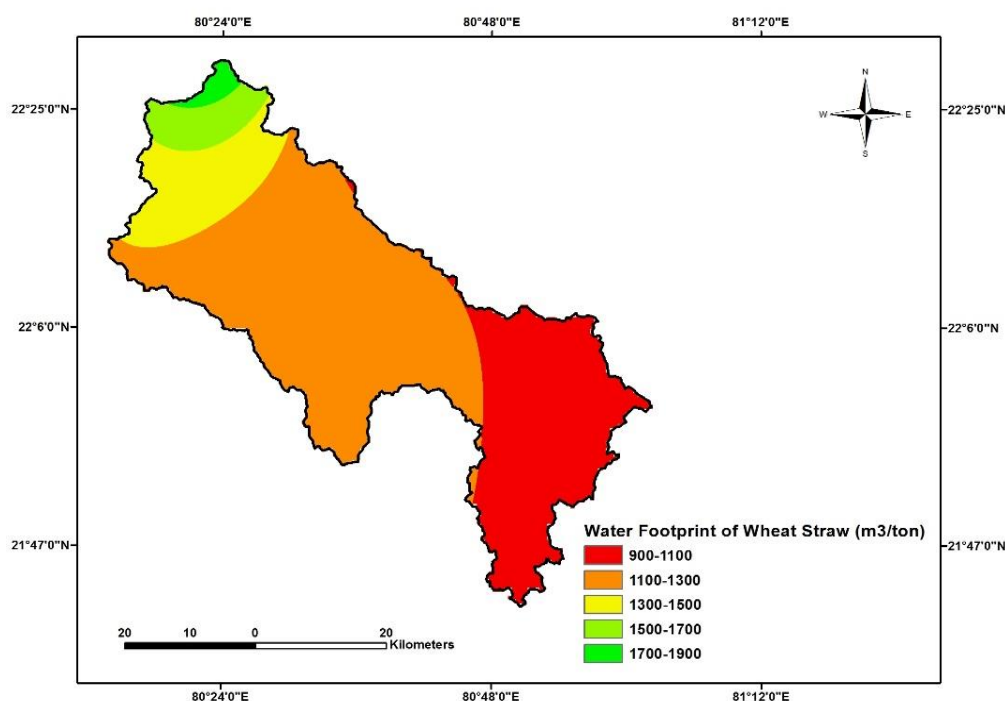 80°24'0"E 80°48'0"E 81°12'0"E
22°25'0"N 22°25'0"N
N
W E
S
22°6'0"N 22°6'0"N
21°47'0"N 21°47'0"N
Water Footprint of Wheat Straw (m3/ton)
900-1100
1100-1300
1300-1500
1500-1700
1700-1900
20 10 0 20
Kilometers
80°24'0"E 80°48'0"E 81°12'0"E